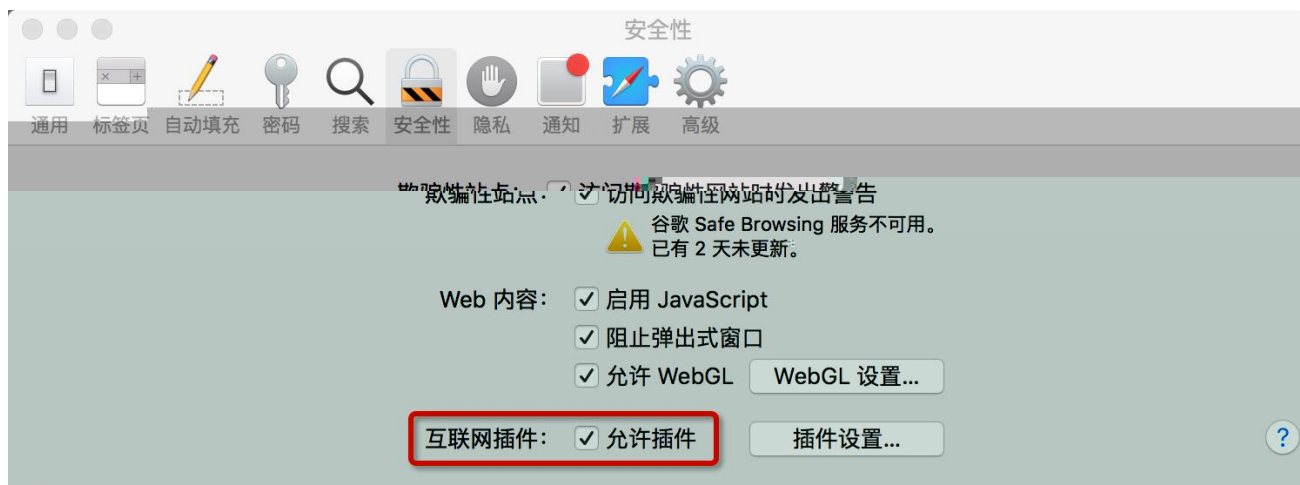 安全性
通用 标签页 自动填充 密码 搜索 安全性 隐私 通知 扩展 高级
欺骗性站点: 访问欺骗性网站时发出警告
谷歌 Safe Browsing 服务不可用。
已有 2 天未更新。
Web 内容: 启用 JavaScript
阻止弹出式窗口
允许 WebGL WebGL 设置...
互联网插件: 允许插件 插件设置...
?